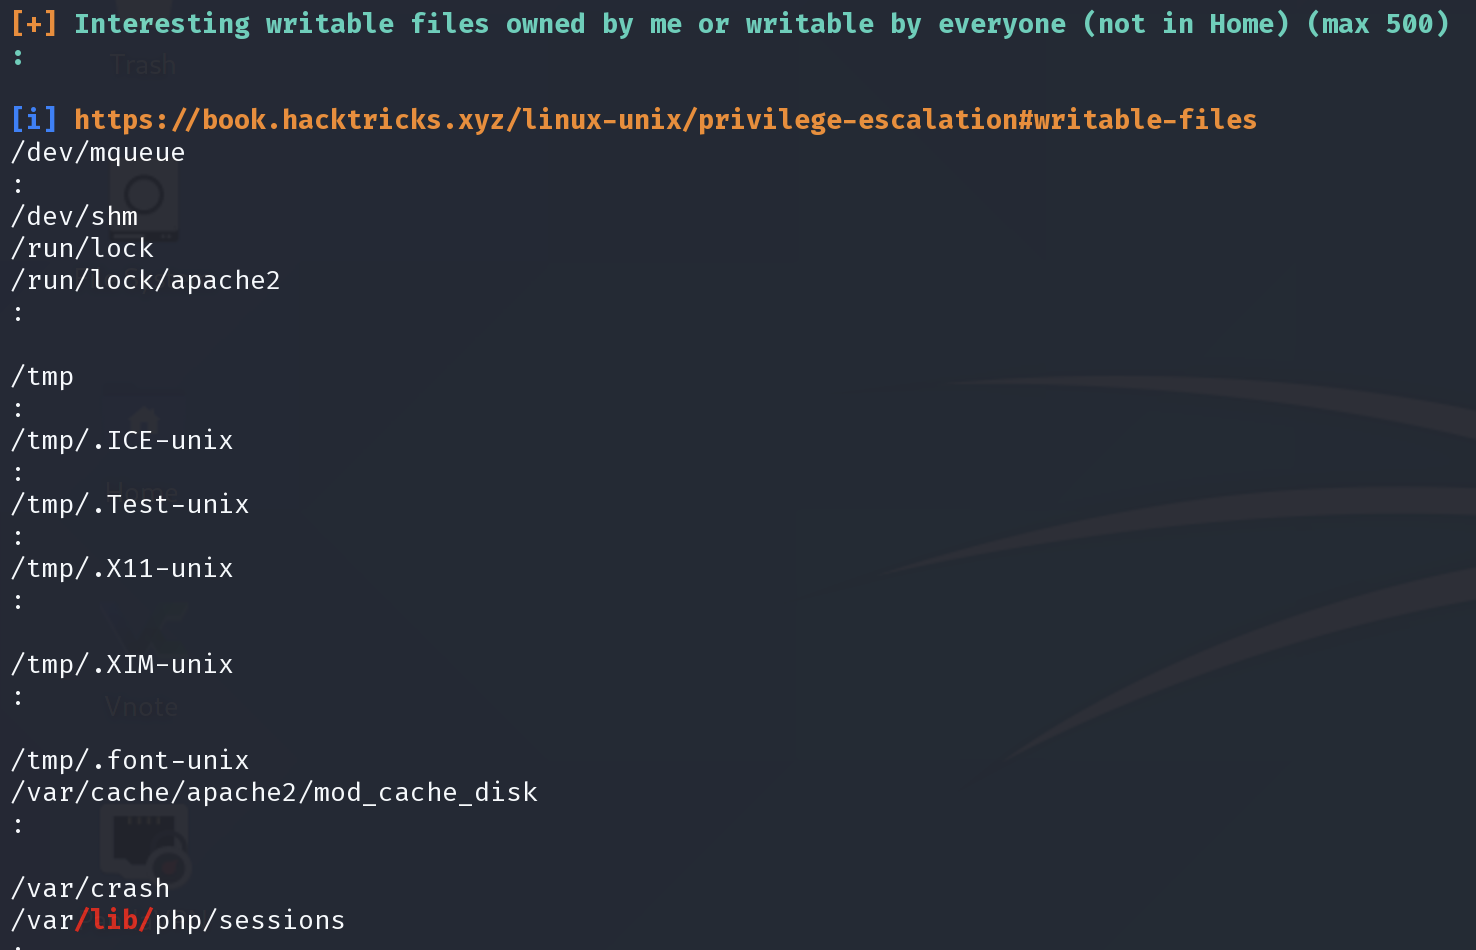 [+] Interesting writable files owned by me or writable by everyone (not in Home) (max 500)
:
Trash
[i] https://book.hacktricks.xyz/linux-unix/privilege-escalation#writable-files
/dev/mqueue
:
/dev/shm
/run/lock
/run/lock/apache2
:
/tmp
:
/tmp/.ICE-unix
:
Home
/tmp/.Test-unix
:
/tmp/.X11-unix
:
/tmp/.XIM-unix
:
Vnote
/tmp/.font-unix
/var/cache/apache2/mod_cache_disk
:
/var/crash
/var/lib/php/sessions
: